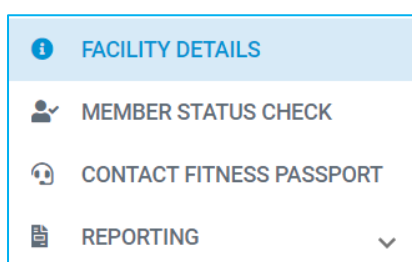 FACILITY DETAILS
MEMBER STATUS CHECK
CONTACT FITNESS PASSPORT
REPORTING